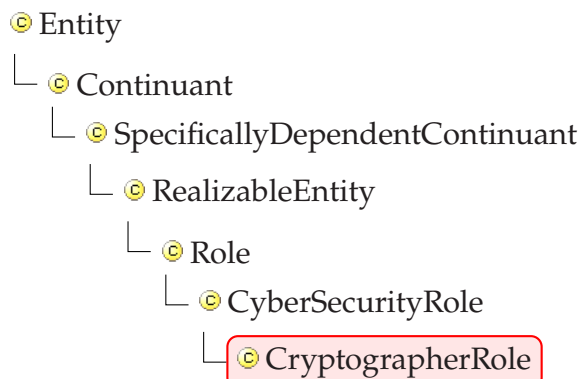 Entity
Continuant
SpecificallyDependentContinuant
RealizableEntity
Role
CyberSecurityRole
CryptographerRole